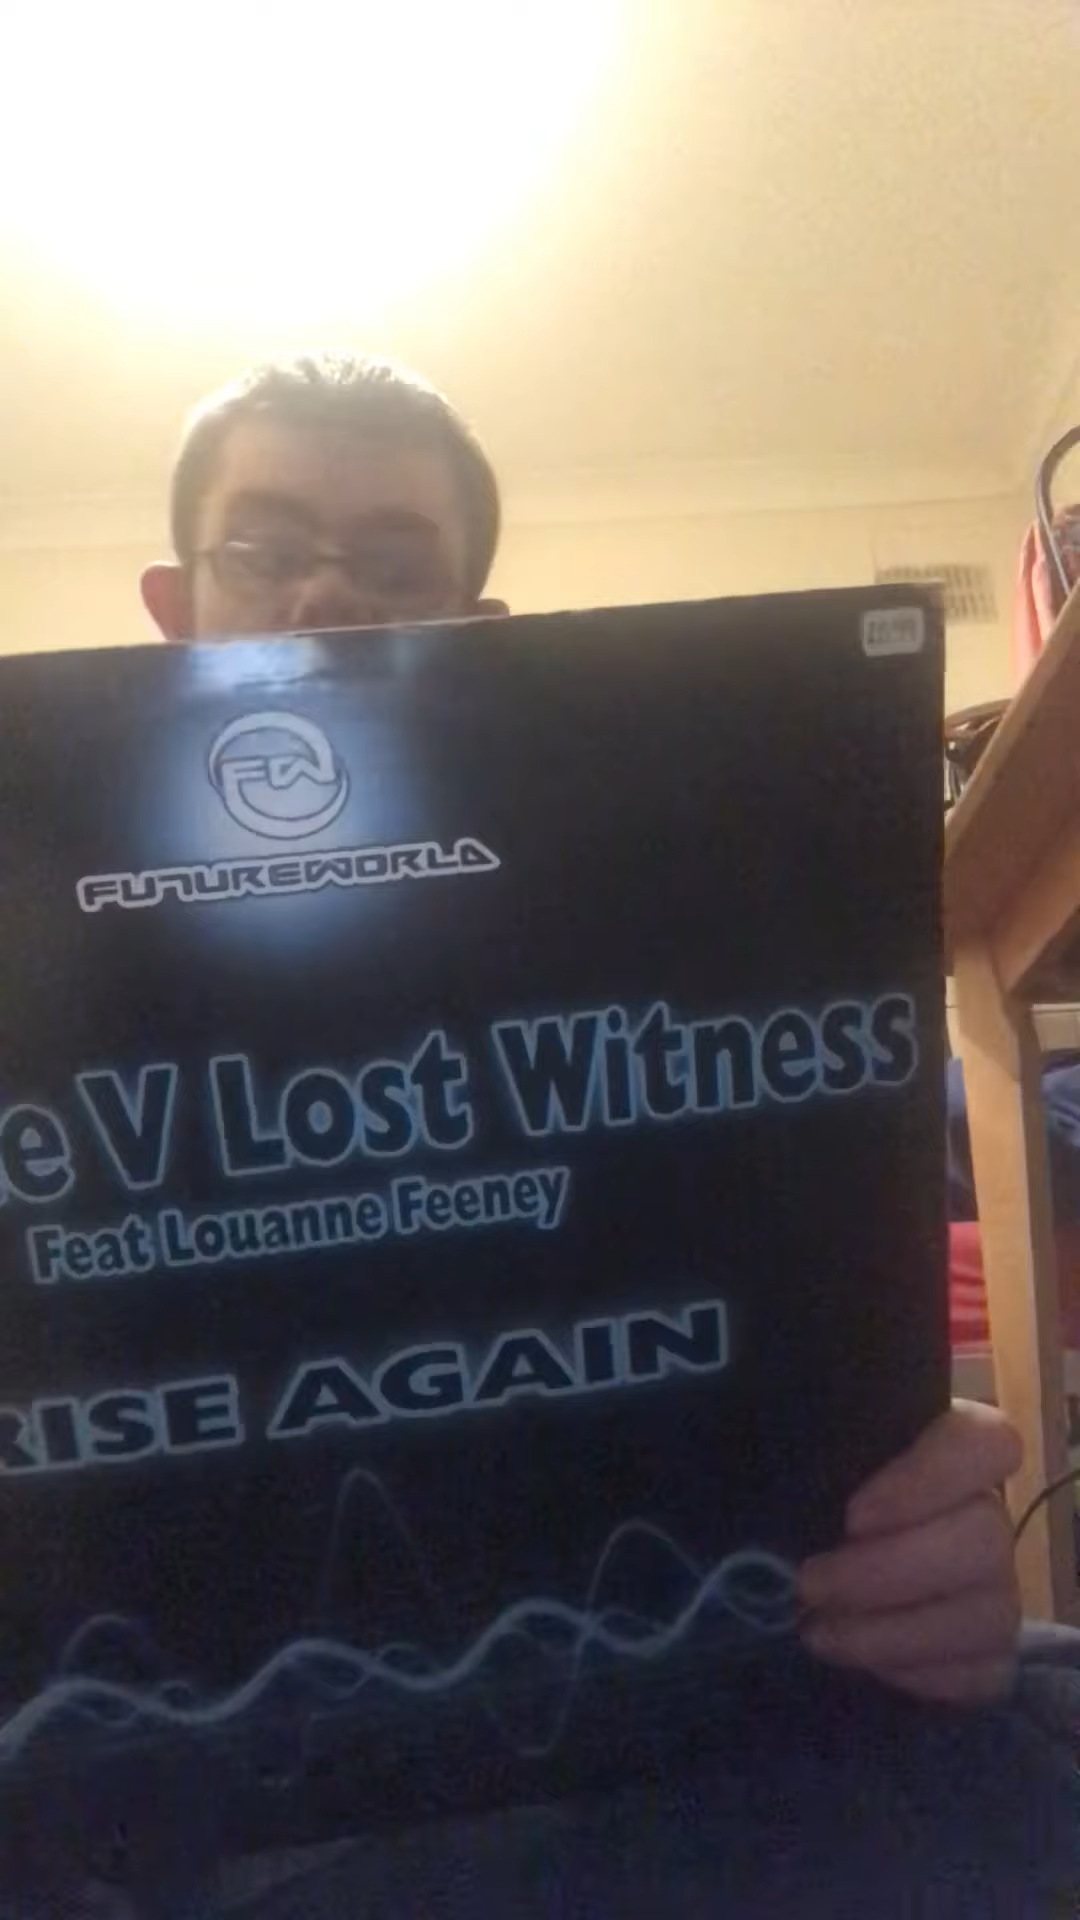 FW
FUTUREWORLD
e V Lost Witness
Feat Louanne Feeney
RISE AGAIN